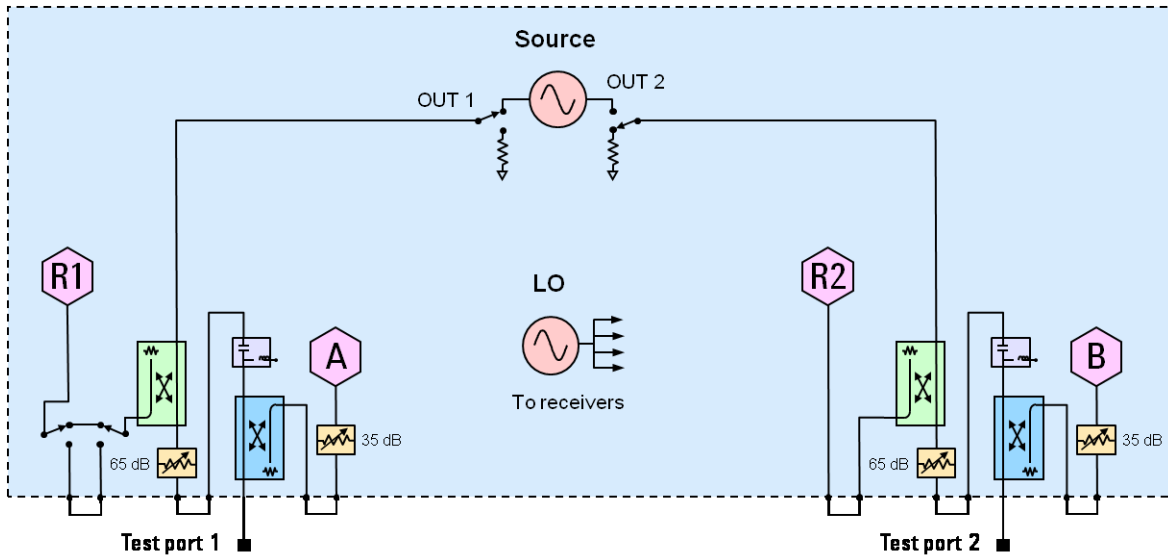 Source
OUT 1
OUT 2
R1
LO
R2
A
B
To receivers
35 dB
35 dB
65 dB
65 dB
Test port 1
Test port 2